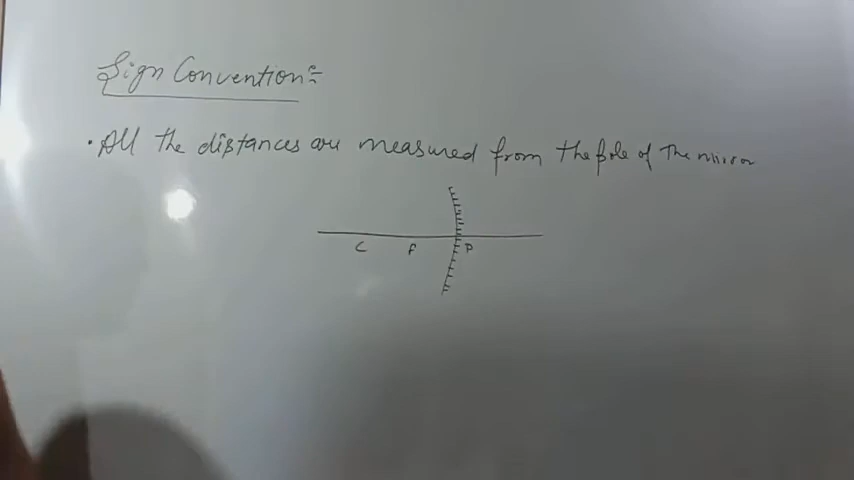 Sign Convention:-
• All the distances are measured from the pole of the mirror
C F P